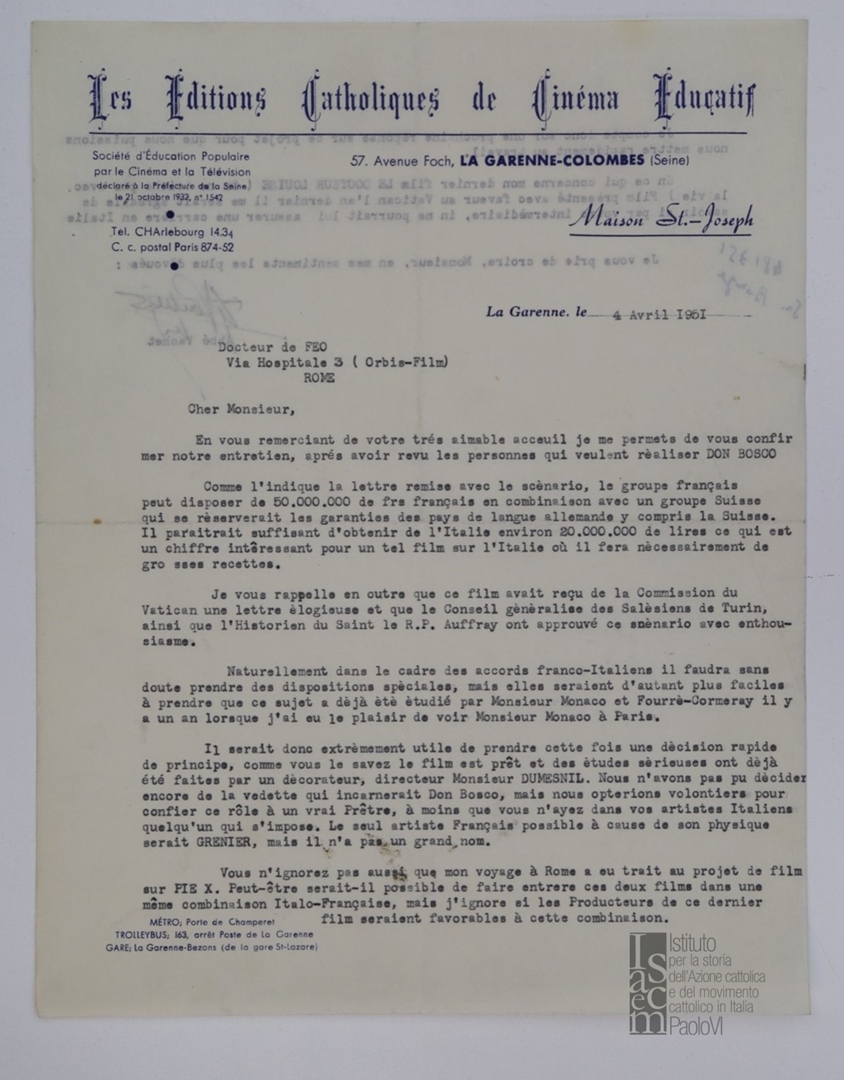 Les Éditions Catholiques de Cinéma Éducatif
Société d'Éducation Populaire
par le Cinéma et la Télévision
déclaré à la Préfecture de la Seine)
le 21 octobre 1932, n° 1542
Tel. CHArlebourg 14.34
C. c. postal Paris 874-52
57. Avenue Foch, LA GARENNE-COLOMBES (Seine)
Maison St.-Joseph
La Garenne. le 4 Avril I951
Docteur de FEO
Via Hospitale 3 ( Orbis-Film)
ROME
Cher Monsieur,
En vous remerciant de votre trés aimable acceuil je me permets de vous confir
mer notre entretien, aprés avoir revu les personnes qui veulent rèaliser DON BOSCO
Comme l'indique la lettre remise avec le scènario, le groupe français
peut disposer de 50.000.000 de frs français en combinaison avec un groupe Suisse
qui se rèserverait les garanties des pays de langue allemande y compris la Suisse.
Il paraitrait suffisant d'obtenir de l'Italie environ 20.000.000 de lires ce qui est
un chiffre intêressant pour un tel film sur l'Italie où il fera nècessairement de
gro sses recettes.
Je vous rappelle en outre que ce film avait reçu de la Commission du
Vatican une lettre èlogieuse et que le Conseil gènèralise des Salèsiens de Turin,
ainsi que l'Historien du Saint le R.P. Auffray ont approuvé ce scènario avec enthou-
siasme.
Naturellement dans le cadre des accords franco-Italiens il faudra sans
doute prendre des dispositions spèciales, mais elles seraient d'autant plus faciles
à prendre que ce sujet a dèjà ètè ètudié par Monsieur Monaco et Fourrè-Cormeray il y
a un an lorsque j'ai eu le plaisir de voir Monsieur Monaco à Paris.
Il serait donc extrèmement utile de prendre cette fois une dècision rapide
de principe, comme vous le savez le film est prêt et des ètudes sèrieuses ont dèjà
été faites par un dècorateur, directeur Monsieur DUMESNIL. Nous n'avons pas pu dècider
encore de la vedette qui incarnerait Don Bosco, mais nous opterions volontiers pour
confier ce rôle à un vrai Prêtre, à moins que vous n'ayez dans vos artistes Italiens
quelqu'un qui s'impose. Le seul artiste Français possible à cause de son physique
serait GRENIER, mais il n'a pas un grand nom.
Vous n'ignorez pas aussi que mon voyage à Rome a eu trait au projet de film
sur PIE X. Peut-être serait-il possible de faire entrere ces deux films dans une
même combinaison Italo-Française, mais j'ignore si les Producteurs de ce dernier
film seraient favorables à cette combinaison.
MÉTRO; Porte de Champeret
TROLLEYBUS; 163, arrêt Poste de La Garenne
GARE; La Garenne-Bezons (de la gare St-Lazare)
Isacem
Istituto
per la storia
dell'Azione cattolica
e del movimento
cattolico in Italia
PaoloVI